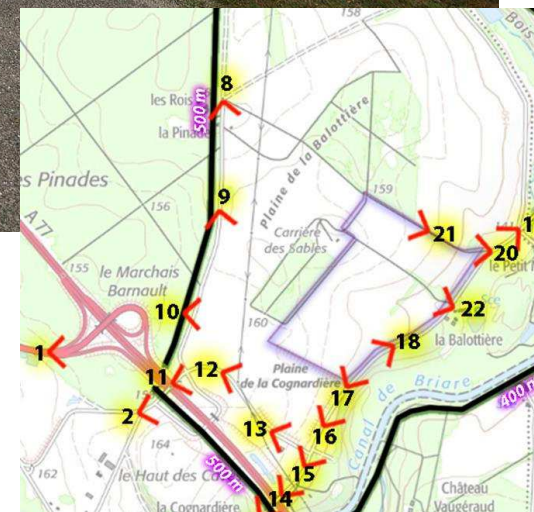 158
Bois
8
les Rois
la Pinade
500 m
Plaine de la Balottière
es Pinades
159
156
9
A 77
Carrière
des Sables
21
20
1
le Petit
155
le Marchais
Barnault
10
22
160
la Balottière
1
18
12
Plaine
de la Cognardière
11
17
Canal de Briare
400 m
2
16
13
164
15
le Haut des
500 m
162
14
la Cognardière
Château
Vaugéraud